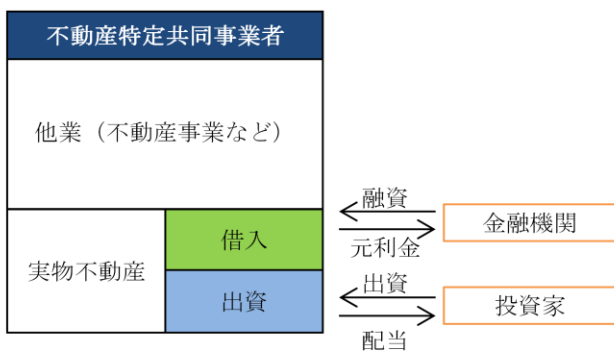 不動産特定共同事業者
他業（不動産事業など）
実物不動産
借入
出資
融資
元利金
金融機関
出資
配当
投資家